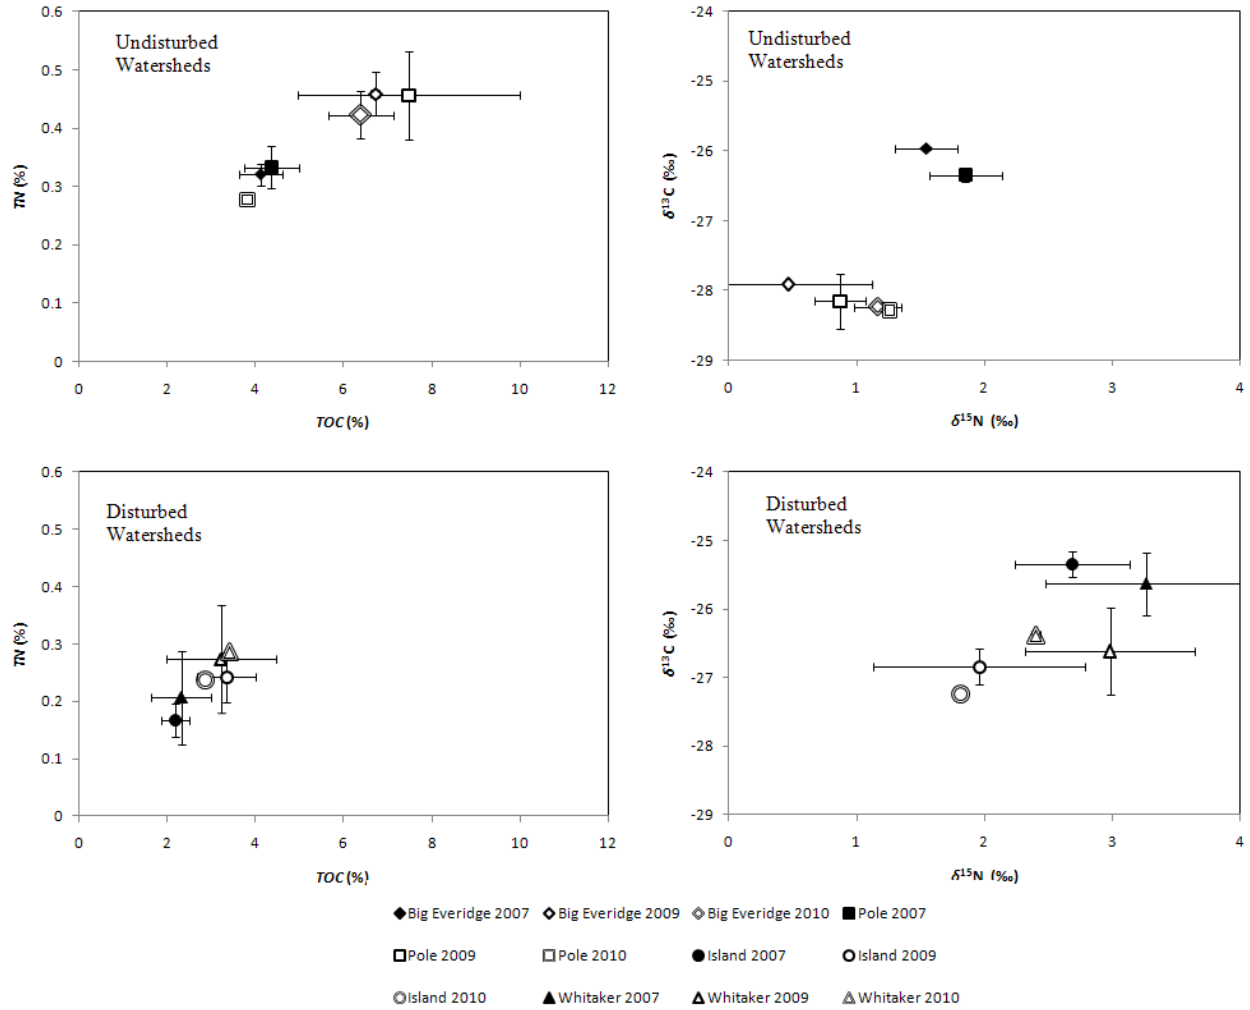 0.6
0.5
0.4
0.3
0.2
0.1
0
TN (%)
Undisturbed
Watersheds
0 2 4 6 8 10 12
TOC (%)
-24
-25
-26
-27
-28
-29
δ¹³C (‰)
Undisturbed
Watersheds
0 1 2 3 4
δ¹⁵N (‰)
0.6
0.5
0.4
0.3
0.2
0.1
0
TN (%)
Disturbed
Watersheds
0 2 4 6 8 10 12
TOC (%)
-24
-25
-26
-27
-28
-29
δ¹³C (‰)
Disturbed
Watersheds
0 1 2 3 4
δ¹⁵N (‰)
Big Everidge 2007 Big Everidge 2009 Big Everidge 2010 Pole 2007
Pole 2009 Pole 2010 Island 2007 Island 2009
Island 2010 Whitaker 2007 Whitaker 2009 Whitaker 2010